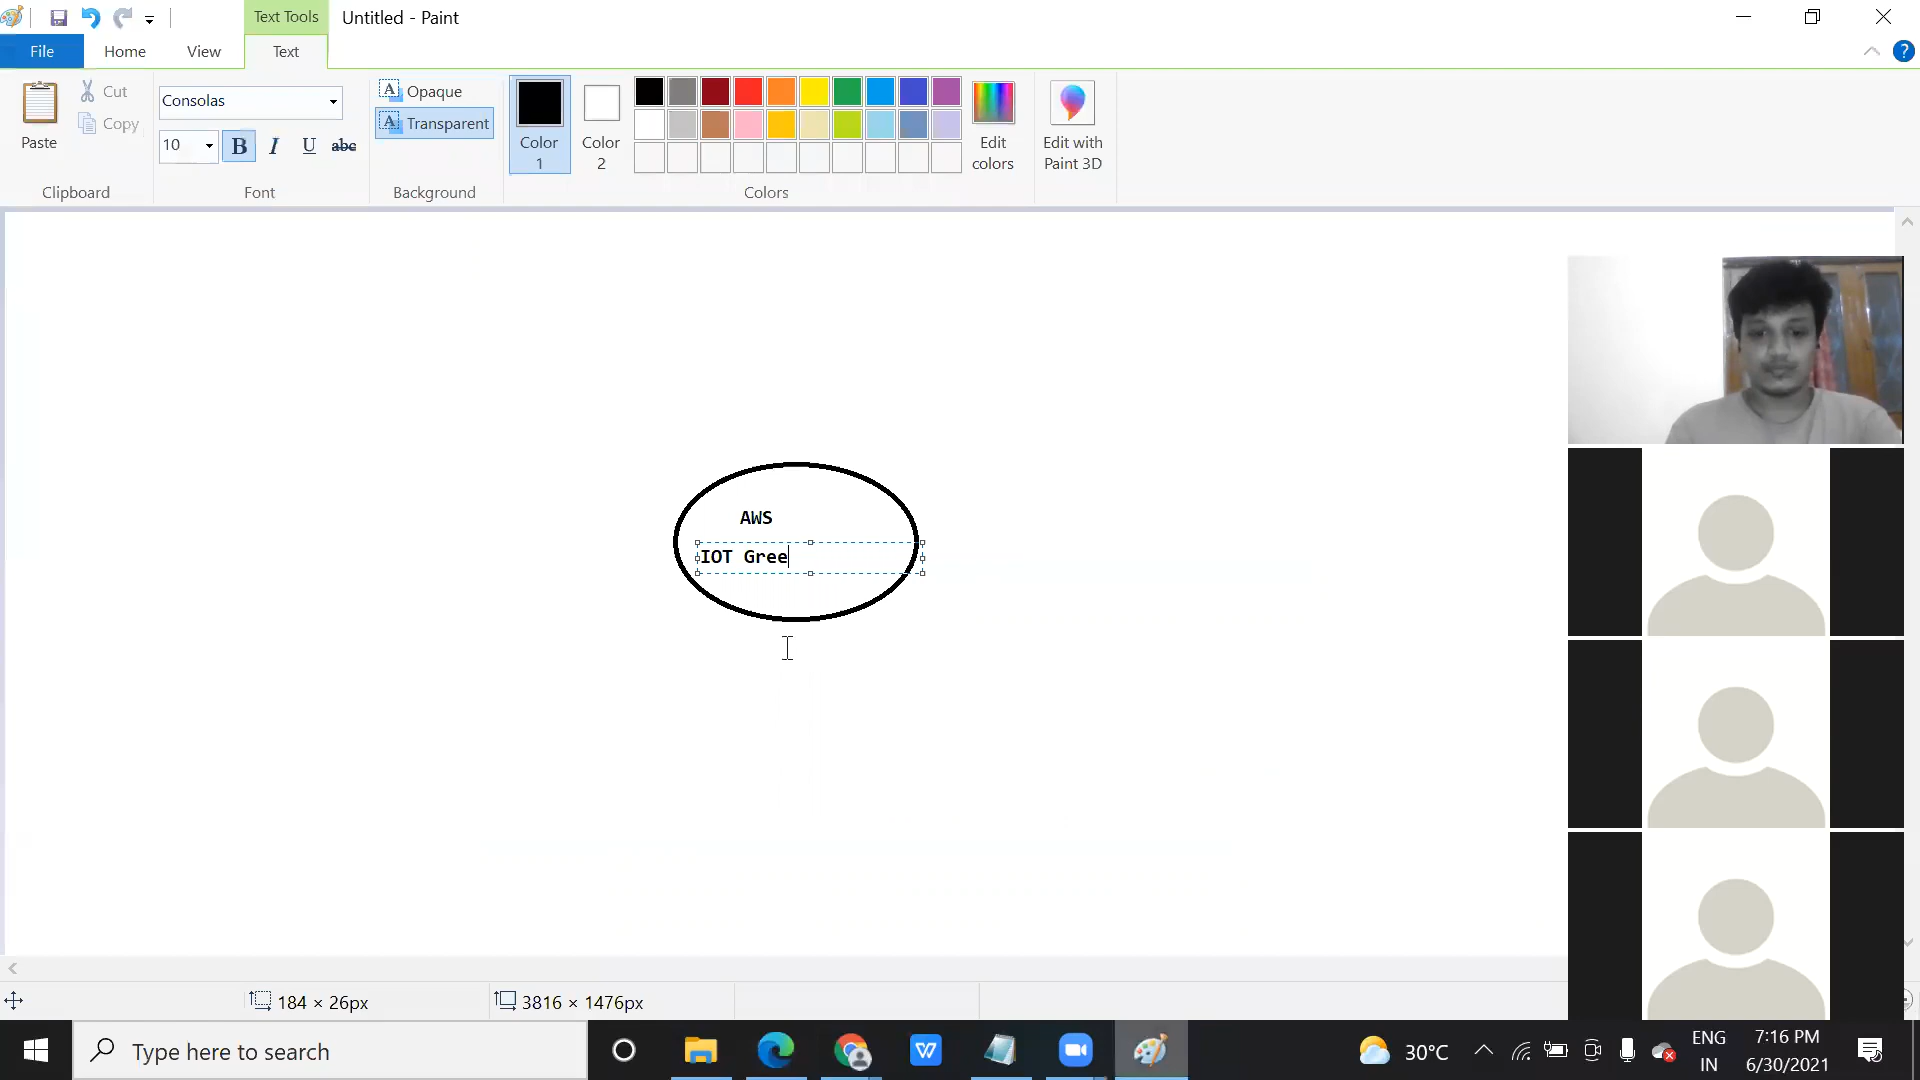 Text Tools
Untitled - Paint
File
Home
View
Text
Paste
Cut
Copy
Clipboard
Consolas
10
B
I
U
abc
Font
A Opaque
A Transparent
Background
Color 1
Color 2
Colors
Edit colors
Edit with Paint 3D
AWS
IOT Gree
184 × 26px
3816 × 1476px
Type here to search
30°C
ENG
IN
7:16 PM
6/30/2021